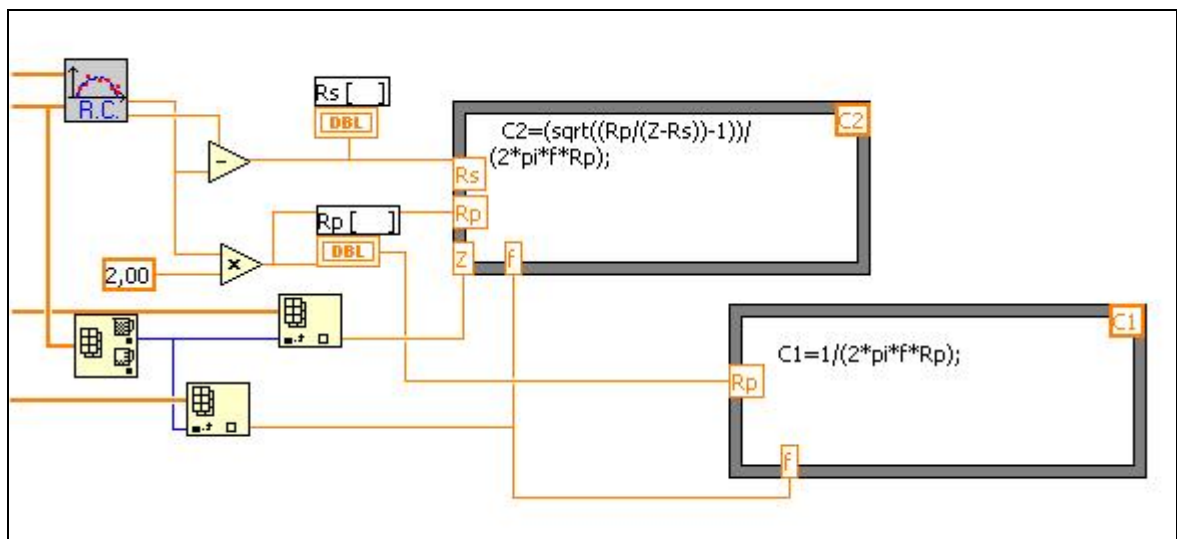 R.C.
Rs [ ]
DBL
C2
C2=(sqrt((Rp/(Z-Rs))-1))/
(2*pi*f*Rp);
Rs
Rp
Z
f
-
Rp [ ]
DBL
x
2,00
C1
C1=1/(2*pi*f*Rp);
Rp
f